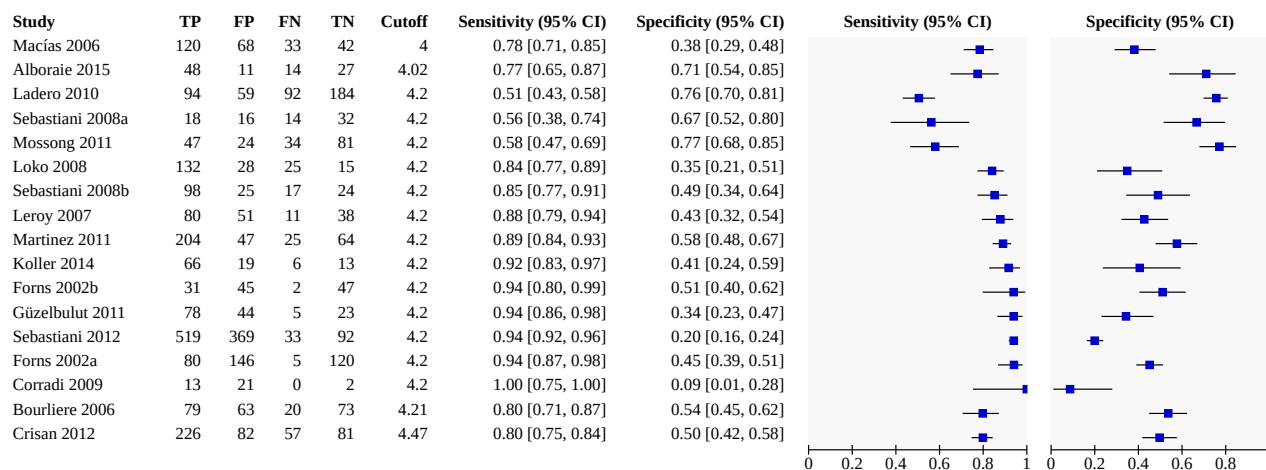 Study TP FP FN TN Cutoff Sensitivity (95% CI) Specificity (95% CI) Sensitivity (95% CI) Specificity (95% CI)
Macías 2006 120 68 33 42 4 0.78 [0.71, 0.85] 0.38 [0.29, 0.48]
Alboraie 2015 48 11 14 27 4.02 0.77 [0.65, 0.87] 0.71 [0.54, 0.85]
Ladero 2010 94 59 92 184 4.2 0.51 [0.43, 0.58] 0.76 [0.70, 0.81]
Sebastiani 2008a 18 16 14 32 4.2 0.56 [0.38, 0.74] 0.67 [0.52, 0.80]
Mossong 2011 47 24 34 81 4.2 0.58 [0.47, 0.69] 0.77 [0.68, 0.85]
Loko 2008 132 28 25 15 4.2 0.84 [0.77, 0.89] 0.35 [0.21, 0.51]
Sebastiani 2008b 98 25 17 24 4.2 0.85 [0.77, 0.91] 0.49 [0.34, 0.64]
Leroy 2007 80 51 11 38 4.2 0.88 [0.79, 0.94] 0.43 [0.32, 0.54]
Martinez 2011 204 47 25 64 4.2 0.89 [0.84, 0.93] 0.58 [0.48, 0.67]
Koller 2014 66 19 6 13 4.2 0.92 [0.83, 0.97] 0.41 [0.24, 0.59]
Forns 2002b 31 45 2 47 4.2 0.94 [0.80, 0.99] 0.51 [0.40, 0.62]
Güzelbulut 2011 78 44 5 23 4.2 0.94 [0.86, 0.98] 0.34 [0.23, 0.47]
Sebastiani 2012 519 369 33 92 4.2 0.94 [0.92, 0.96] 0.20 [0.16, 0.24]
Forns 2002a 80 146 5 120 4.2 0.94 [0.87, 0.98] 0.45 [0.39, 0.51]
Corradi 2009 13 21 0 2 4.2 1.00 [0.75, 1.00] 0.09 [0.01, 0.28]
Bourliere 2006 79 63 20 73 4.21 0.80 [0.71, 0.87] 0.54 [0.45, 0.62]
Crisan 2012 226 82 57 81 4.47 0.80 [0.75, 0.84] 0.50 [0.42, 0.58]
0 0.2 0.4 0.6 0.8 1 0 0.2 0.4 0.6 0.8